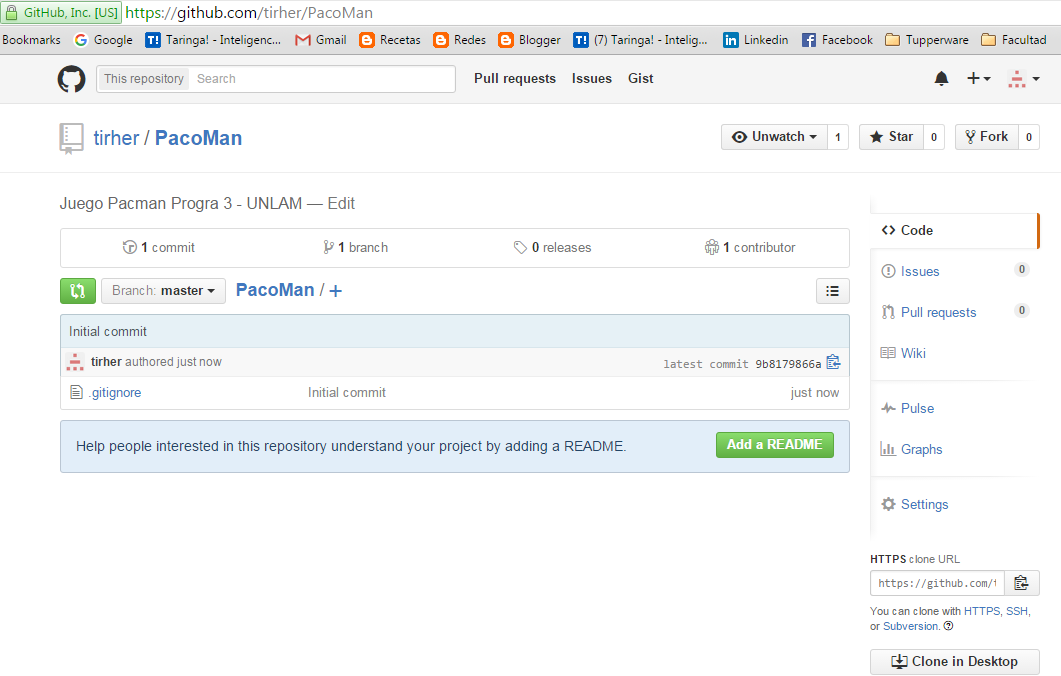 GitHub, Inc. [US] https://github.com/tirher/PacoMan
Bookmarks Google Taringa! - Inteligenc... Gmail Recetas Redes Blogger (7) Taringa! - Intelig... Linkedin Facebook Tupperware Facultad
This repository Search Pull requests Issues Gist
tirher / PacoMan Unwatch 1 Star 0 Fork 0
Juego Pacman Progra 3 - UNLAM — Edit
1 commit 1 branch 0 releases 1 contributor
Branch: master PacoMan / +
Initial commit
tirher authored just now latest commit 9b8179866a
.gitignore Initial commit just now
Help people interested in this repository understand your project by adding a README. Add a README
Code
Issues 0
Pull requests 0
Wiki
Pulse
Graphs
Settings
HTTPS clone URL
https://github.com/t
You can clone with HTTPS, SSH,
or Subversion.
Clone in Desktop